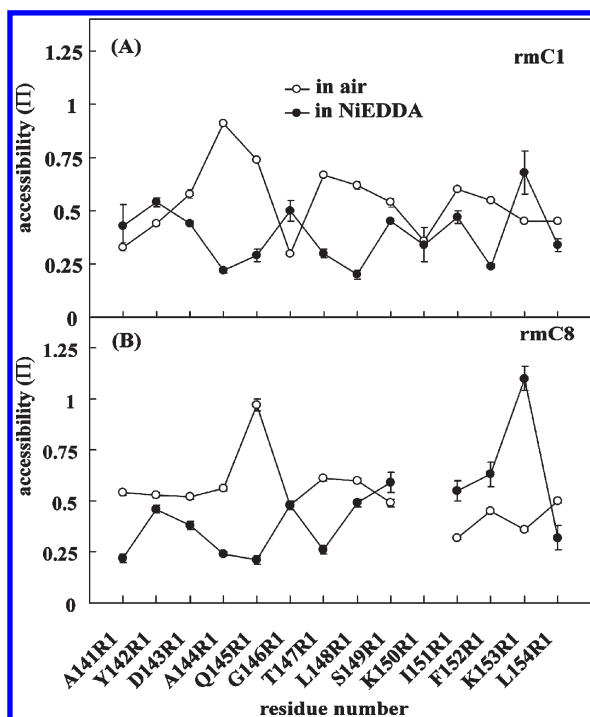 (A)
rmC1
in air
in NiEDDA
accessibility (Π)
1.25
1
0.75
0.5
0.25
0
(B)
rmC8
accessibility (Π)
1.25
1
0.75
0.5
0.25
0
A141R1
Y142R1
D143R1
A144R1
Q145R1
G146R1
T147R1
L148R1
S149R1
K150R1
I151R1
F152R1
K153R1
L154R1
residue number